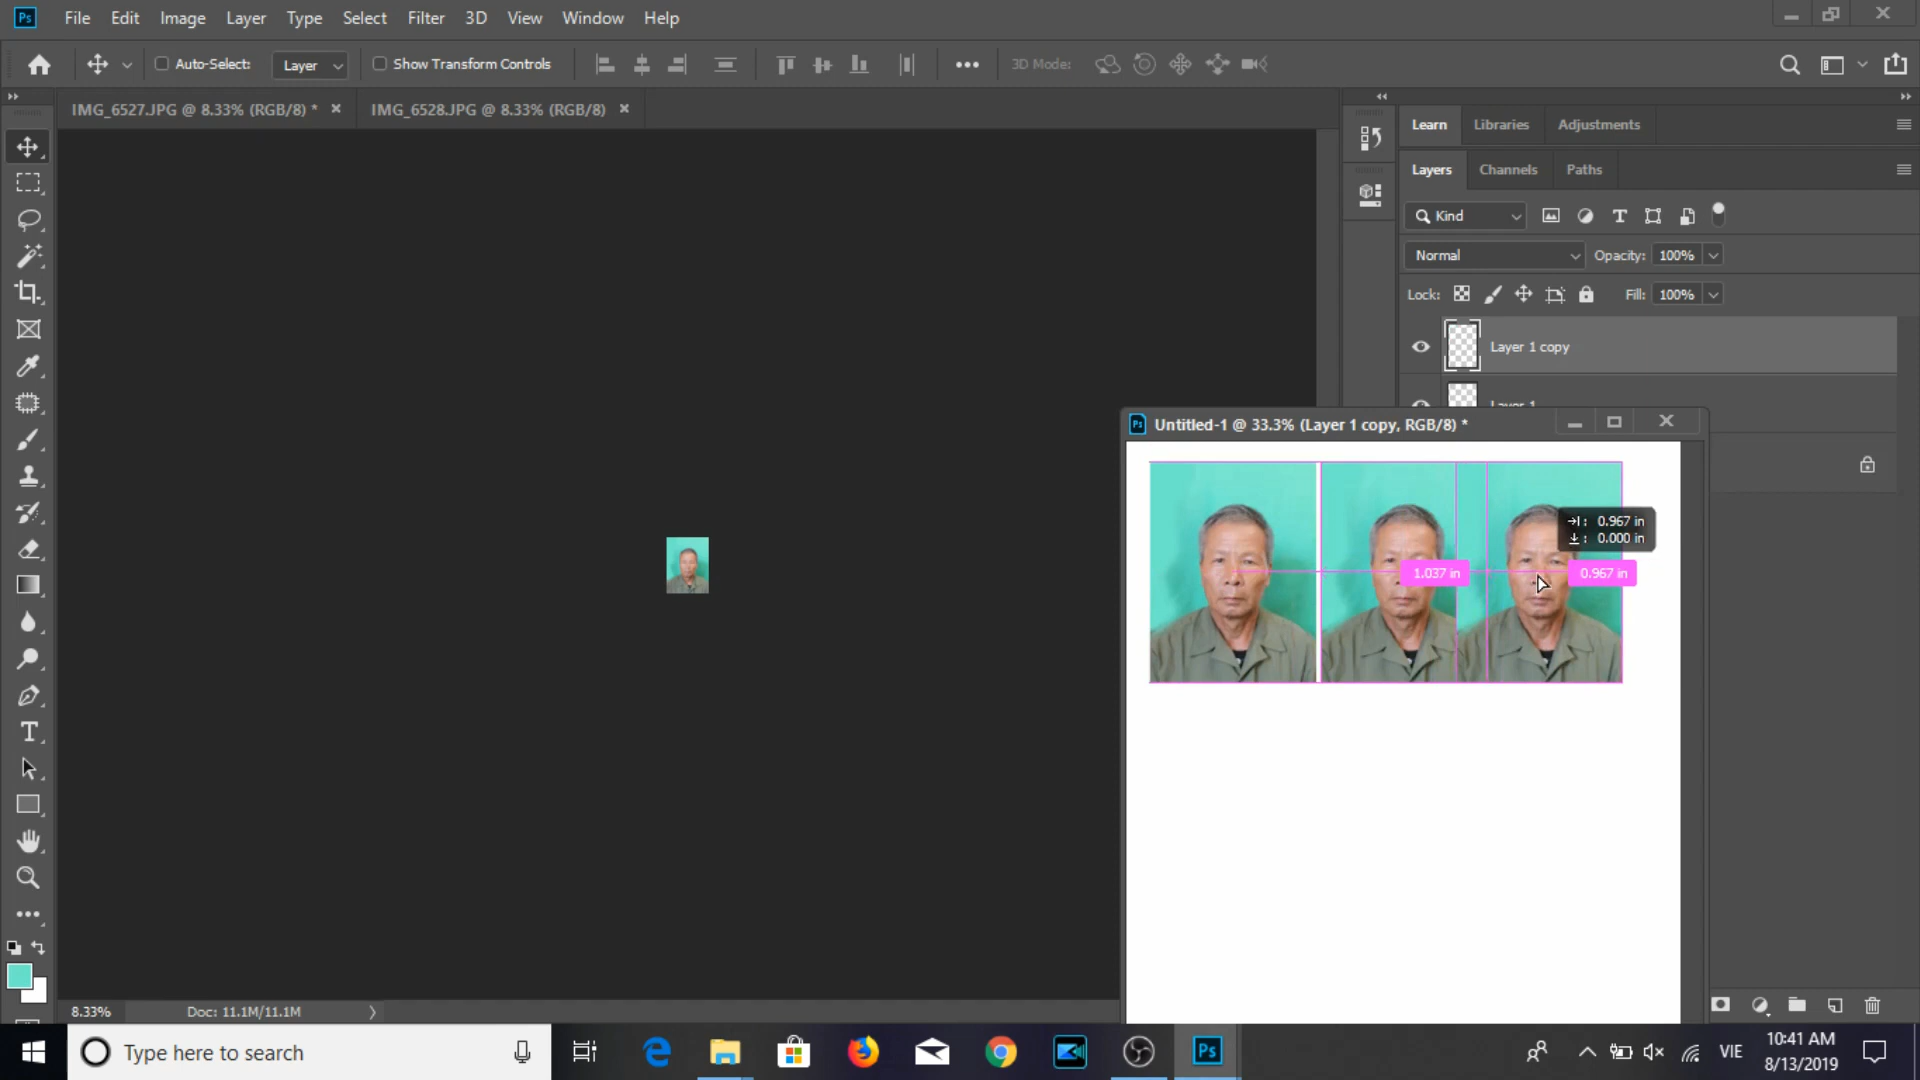 Ps File Edit Image Layer Type Select Filter 3D View Window Help
Auto-Select: Layer Show Transform Controls 3D Mode:
IMG_6527.JPG @ 8.33% (RGB/8) * × IMG_6528.JPG @ 8.33% (RGB/8) ×
Learn Libraries Adjustments
Layers Channels Paths
Kind
Normal Opacity: 100%
Lock: Fill: 100%
Layer 1 copy
Layer 1
Ps Untitled-1 @ 33.3% (Layer 1 copy, RGB/8) *
0.967 in
0.000 in
1.037 in 0.967 in
8.33% Doc: 11.1M/11.1M
Type here to search
Ps
VIE
10:41 AM
8/13/2019